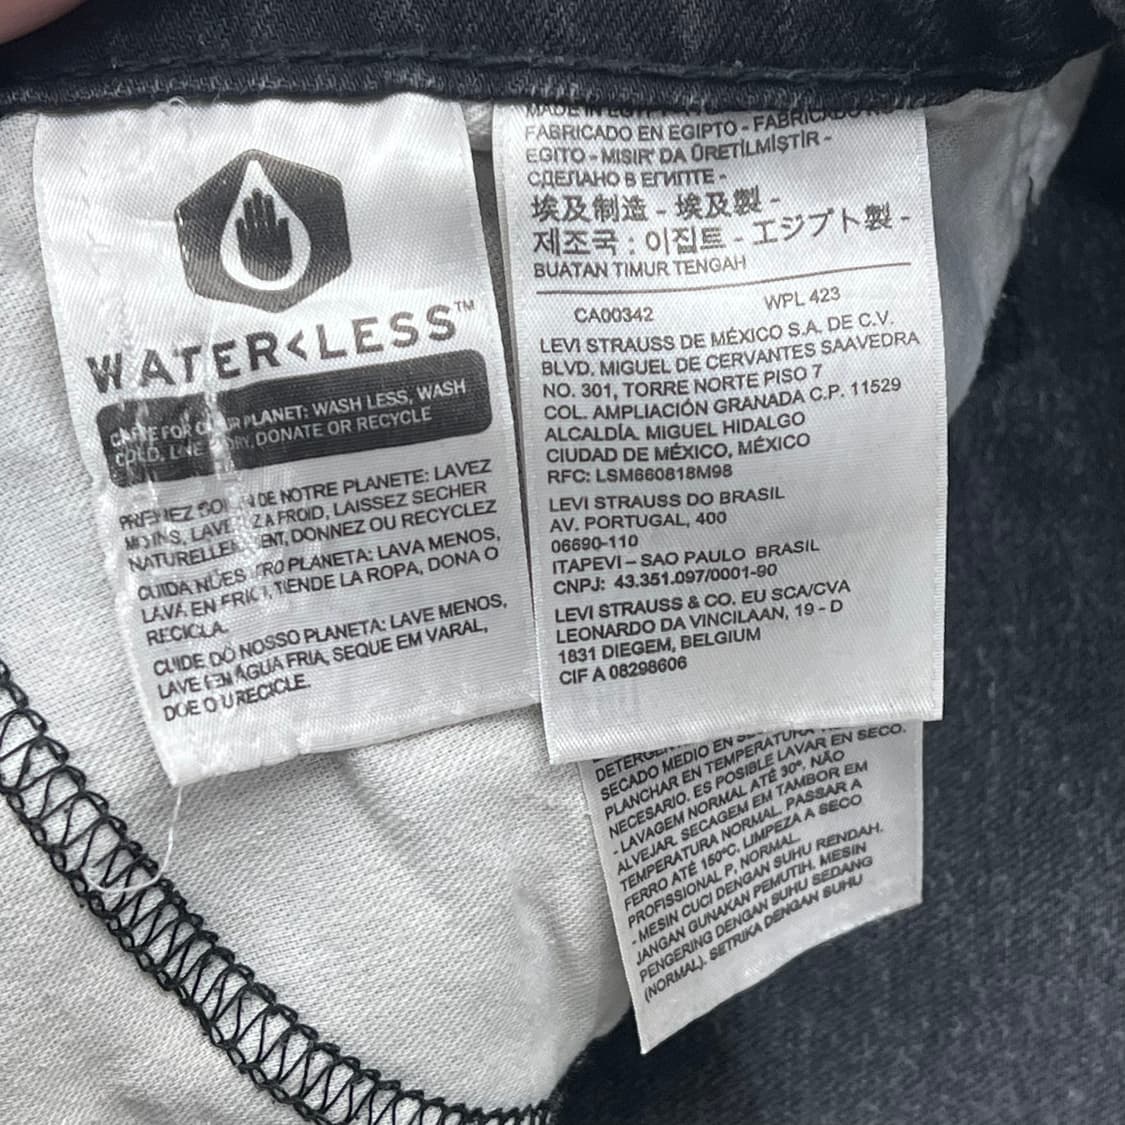 WATER<LESS™
CARE FOR OUR PLANET: WASH LESS, WASH
COLD, LINE DRY, DONATE OR RECYCLE
PRENEZ SOIN DE NOTRE PLANETE: LAVEZ
MOINS, LAVEZ A FROID, LAISSEZ SECHER
NATURELLEMENT, DONNEZ OU RECYCLEZ
CUIDA NUESTRO PLANETA: LAVA MENOS,
LAVA EN FRIO, TIENDE LA ROPA, DONA O
RECICLA.
CUIDE DO NOSSO PLANETA: LAVE MENOS,
LAVE EM AGUA FRIA, SEQUE EM VARAL,
DOE OU RECICLE.
MADE IN
FABRICADO EN EGIPTO - FABRICADO NO
EGITO - MISIR' DA ÜRETİLMİŞTİR -
СДЕЛАНО В ЕГИПТЕ -
埃及制造 - 埃及製 -
제조국 : 이집트 - エジプト製 -
BUATAN TIMUR TENGAH
CA00342 WPL 423
LEVI STRAUSS DE MÉXICO S.A. DE C.V.
BLVD. MIGUEL DE CERVANTES SAAVEDRA
NO. 301, TORRE NORTE PISO 7
COL. AMPLIACIÓN GRANADA C.P. 11529
ALCALDÍA. MIGUEL HIDALGO
CIUDAD DE MÉXICO, MÉXICO
RFC: LSM660818M98
LEVI STRAUSS DO BRASIL
AV. PORTUGAL, 400
06690-110
ITAPEVI – SAO PAULO BRASIL
CNPJ: 43.351.097/0001-90
LEVI STRAUSS & CO. EU SCA/CVA
LEONARDO DA VINCILAAN, 19 - D
1831 DIEGEM, BELGIUM
CIF A 08298606
SECADO MEDIO EN
PLANCHAR EN TEMPERATURA
NECESARIO. ES POSIBLE LAVAR EN SECO.
- LAVAGEM NORMAL ATÉ 30º. NÃO
ALVEJAR. SECAGEM EM TAMBOR EM
TEMPERATURA NORMAL. PASSAR A
FERRO ATÉ 150ºC. LIMPEZA A SECO
PROFISSIONAL P, NORMAL.
- MESIN CUCI DENGAN SUHU RENDAH.
JANGAN GUNAKAN PEMUTIH. MESIN
PENGERING DENGAN SUHU SEDANG
(NORMAL). SETRIKA DENGAN SUHU